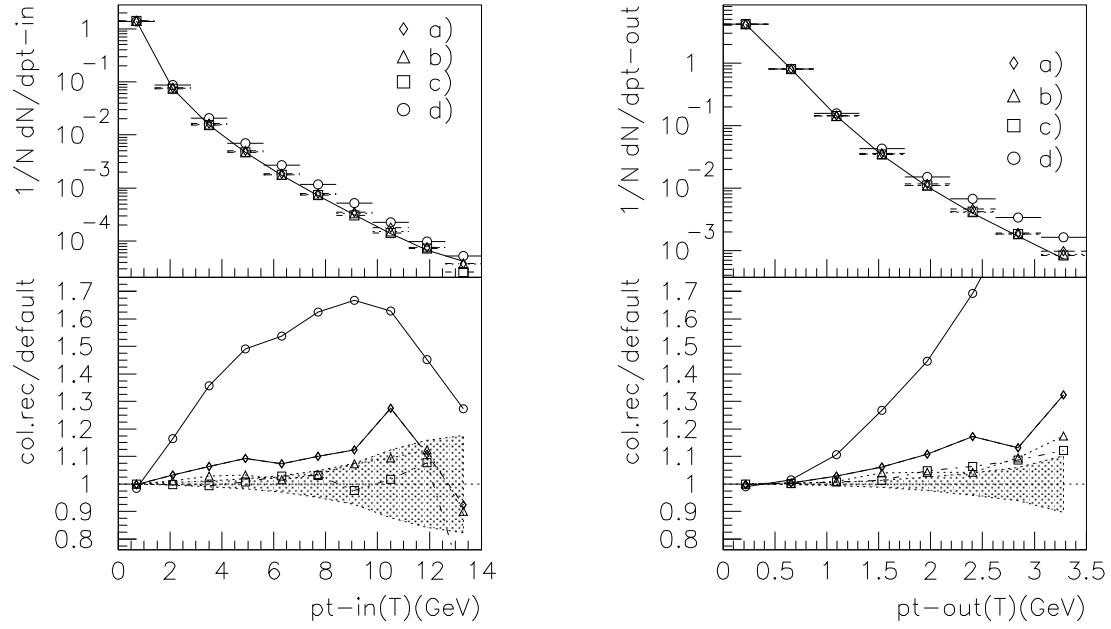 1/N dN/dpt-in
1
10-1
10-2
10-3
10-4
a)
b)
c)
d)
col.rec/default
1.7
1.6
1.5
1.4
1.3
1.2
1.1
1
0.9
0.8
0 2 4 6 8 10 12 14
pt-in(T)(GeV)
1/N dN/dpt-out
1
10-1
10-2
10-3
a)
b)
c)
d)
col.rec/default
1.7
1.6
1.5
1.4
1.3
1.2
1.1
1
0.9
0.8
0 0.5 1 1.5 2 2.5 3 3.5
pt-out(T)(GeV)